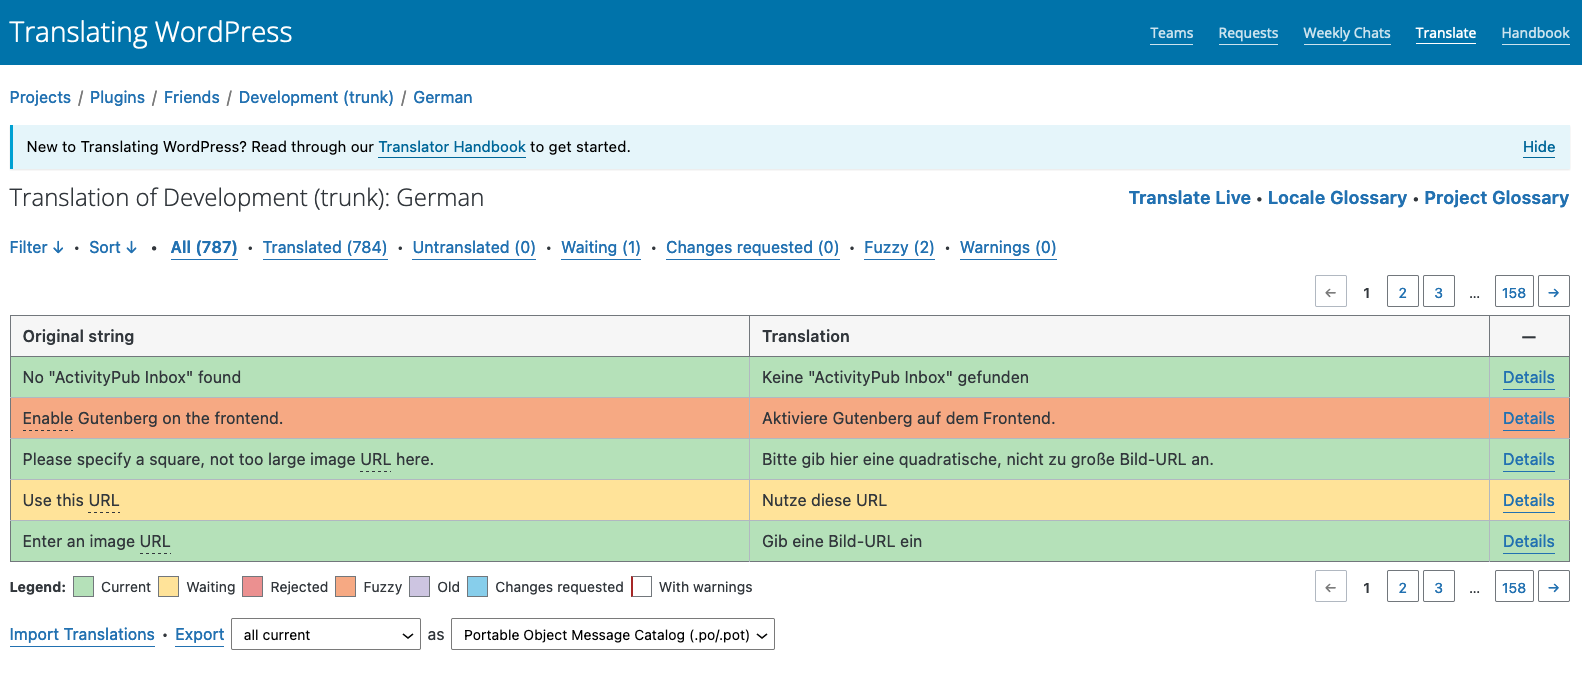 Translating WordPress
Teams Requests Weekly Chats Translate Handbook
Projects / Plugins / Friends / Development (trunk) / German
New to Translating WordPress? Read through our Translator Handbook to get started. Hide
Translation of Development (trunk): German
Translate Live • Locale Glossary • Project Glossary
Filter ↓ • Sort ↓ • All (787) • Translated (784) • Untranslated (0) • Waiting (1) • Changes requested (0) • Fuzzy (2) • Warnings (0)
← 1 2 3 … 158 →
Original string Translation —
No "ActivityPub Inbox" found Keine "ActivityPub Inbox" gefunden Details
Enable Gutenberg on the frontend. Aktiviere Gutenberg auf dem Frontend. Details
Please specify a square, not too large image URL here. Bitte gib hier eine quadratische, nicht zu große Bild-URL an. Details
Use this URL Nutze diese URL Details
Enter an image URL Gib eine Bild-URL ein Details
Legend: Current Waiting Rejected Fuzzy Old Changes requested With warnings
← 1 2 3 … 158 →
Import Translations • Export all current as Portable Object Message Catalog (.po/.pot)